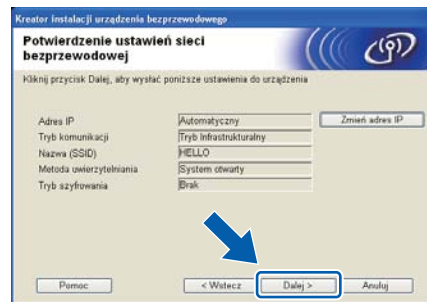 Kreator instalacji urządzenia bezprzewodowego
Potwierdzenie ustawień sieci
bezprzewodowej
Kliknij przycisk Dalej, aby wysłać poniższe ustawienia do urządzenia
Adres IP Automatyczny Zmień adres IP
Tryb komunikacji Tryb Infrastrukturalny
Nazwa (SSID) HELLO
Metoda uwierzytelniania System otwarty
Tryb szyfrowania Brak
Pomoc < Wstecz Dalej > Anuluj